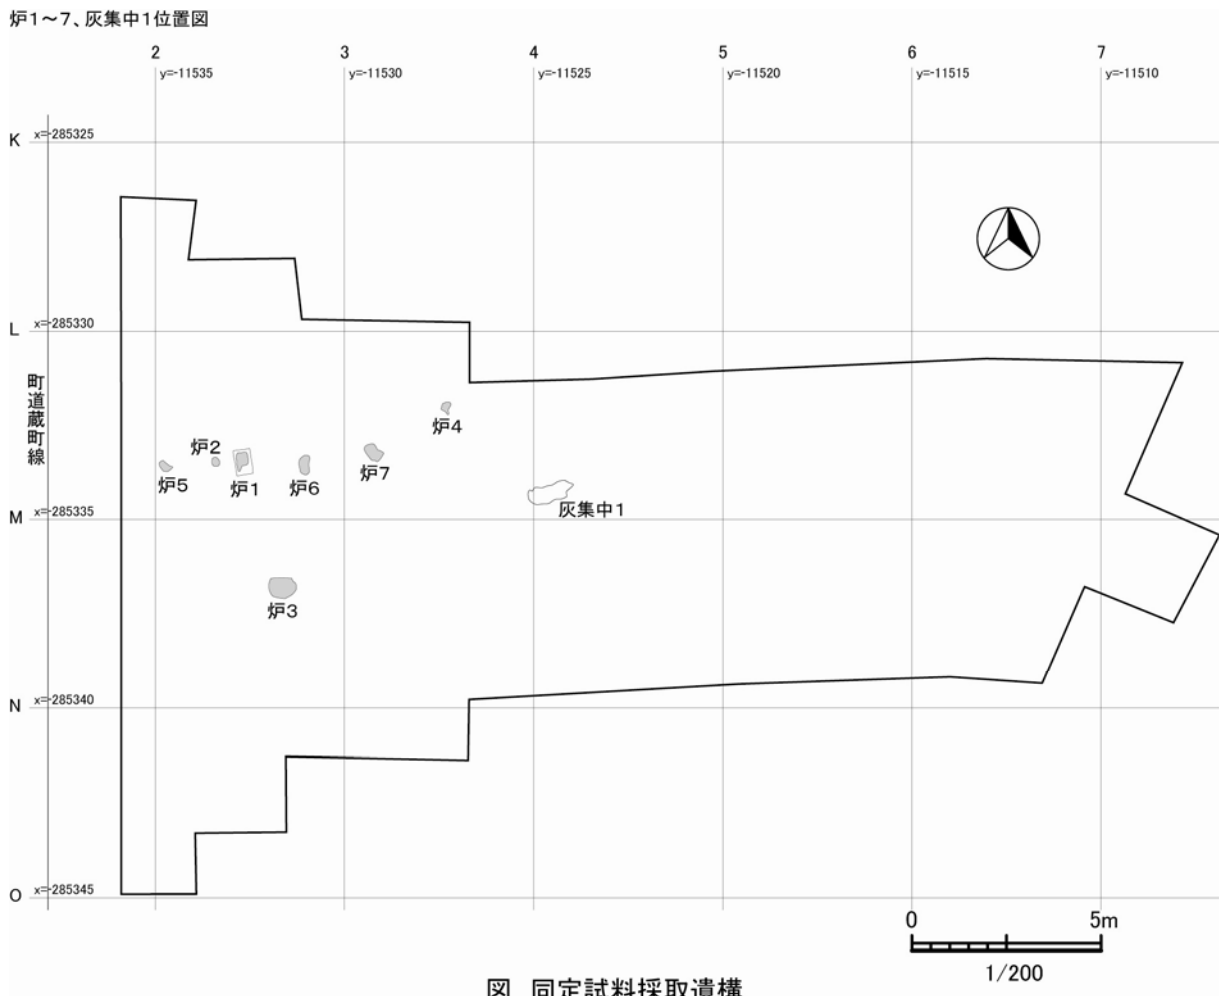 炉1～7、灰集中1位置図
2 3 4 5 6 7
y=-11535 y=-11530 y=-11525 y=-11520 y=-11515 y=-11510
K x=-285325
L x=-285330
町道蔵町線
炉4
炉2
炉5 炉1 炉6 炉7
灰集中1
M x=-285335
炉3
N x=-285340
O x=-285345
0 5m
1/200
図 同定試料採取遺構